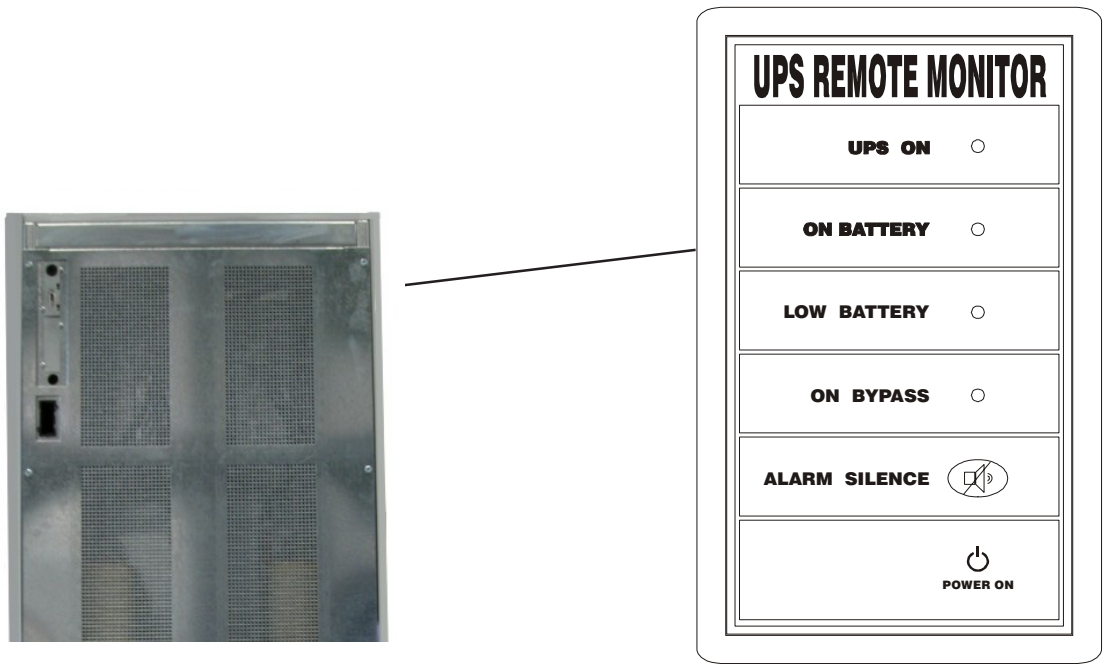 UPS REMOTE MONITOR
UPS ON
ON BATTERY
LOW BATTERY
ON BYPASS
ALARM SILENCE
POWER ON